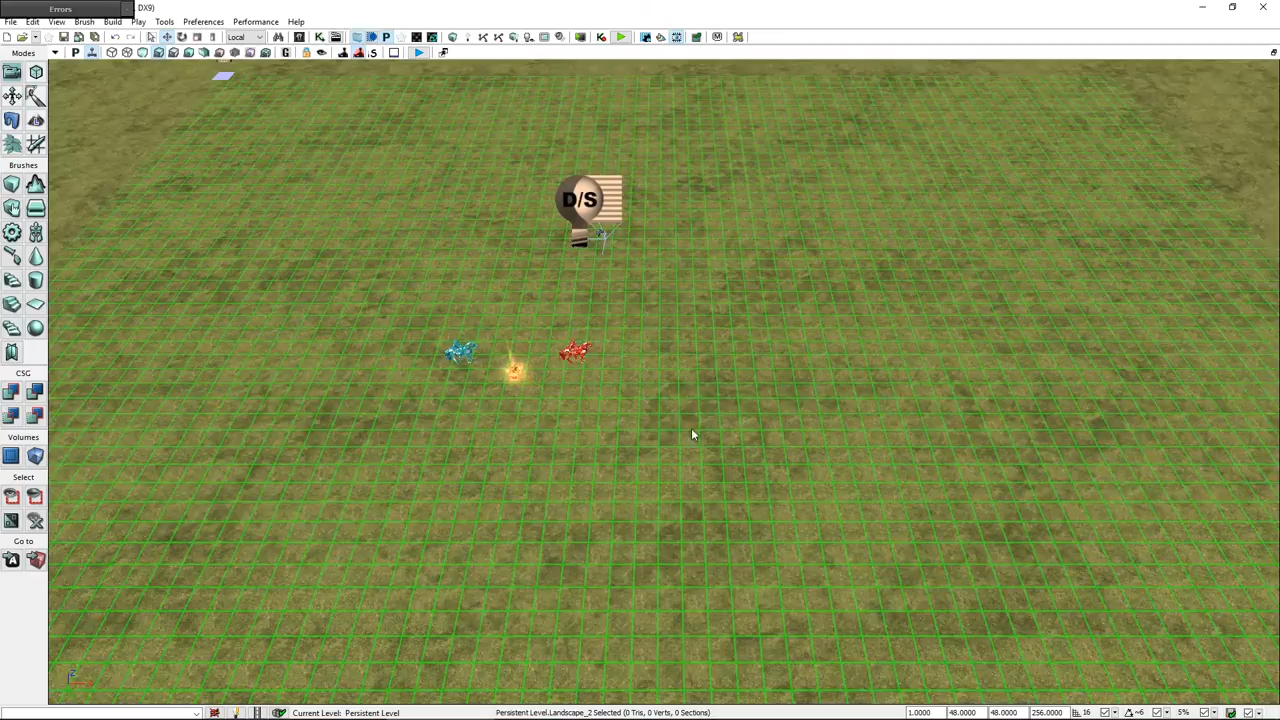 Errors
DX9)
File Edit View Brush Build Play Tools Preferences Performance Help
Local
P
Modes
P G S
D/S
Brushes
CSG
Volumes
Select
Go to
A
Z
Current Level: Persistent Level
Persistent Level.Landscape_2 Selected (0 Tris, 0 Verts, 0 Sections)
1.0000 48.0000 48.0000 256.0000 16 ~6 5%